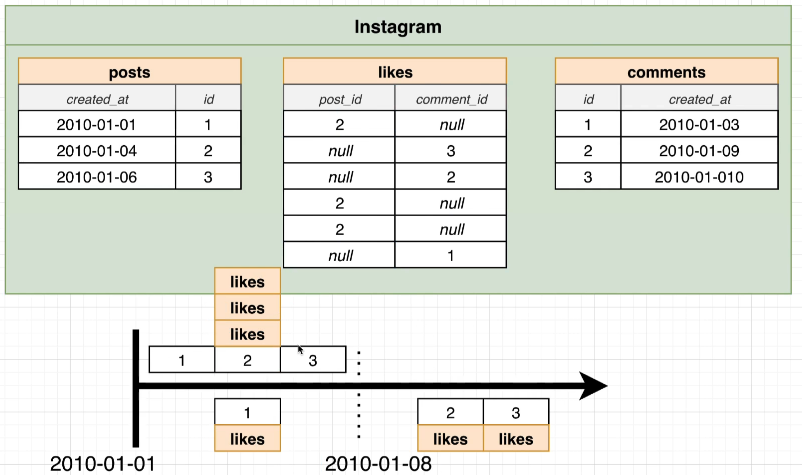 Instagram
posts
created_at id
2010-01-01 1
2010-01-04 2
2010-01-06 3
likes
post_id comment_id
2 null
null 3
null 2
2 null
2 null
null 1
comments
id created_at
1 2010-01-03
2 2010-01-09
3 2010-01-010
likes
likes
likes
1 2 3
1
likes
2 3
likes likes
2010-01-01
2010-01-08